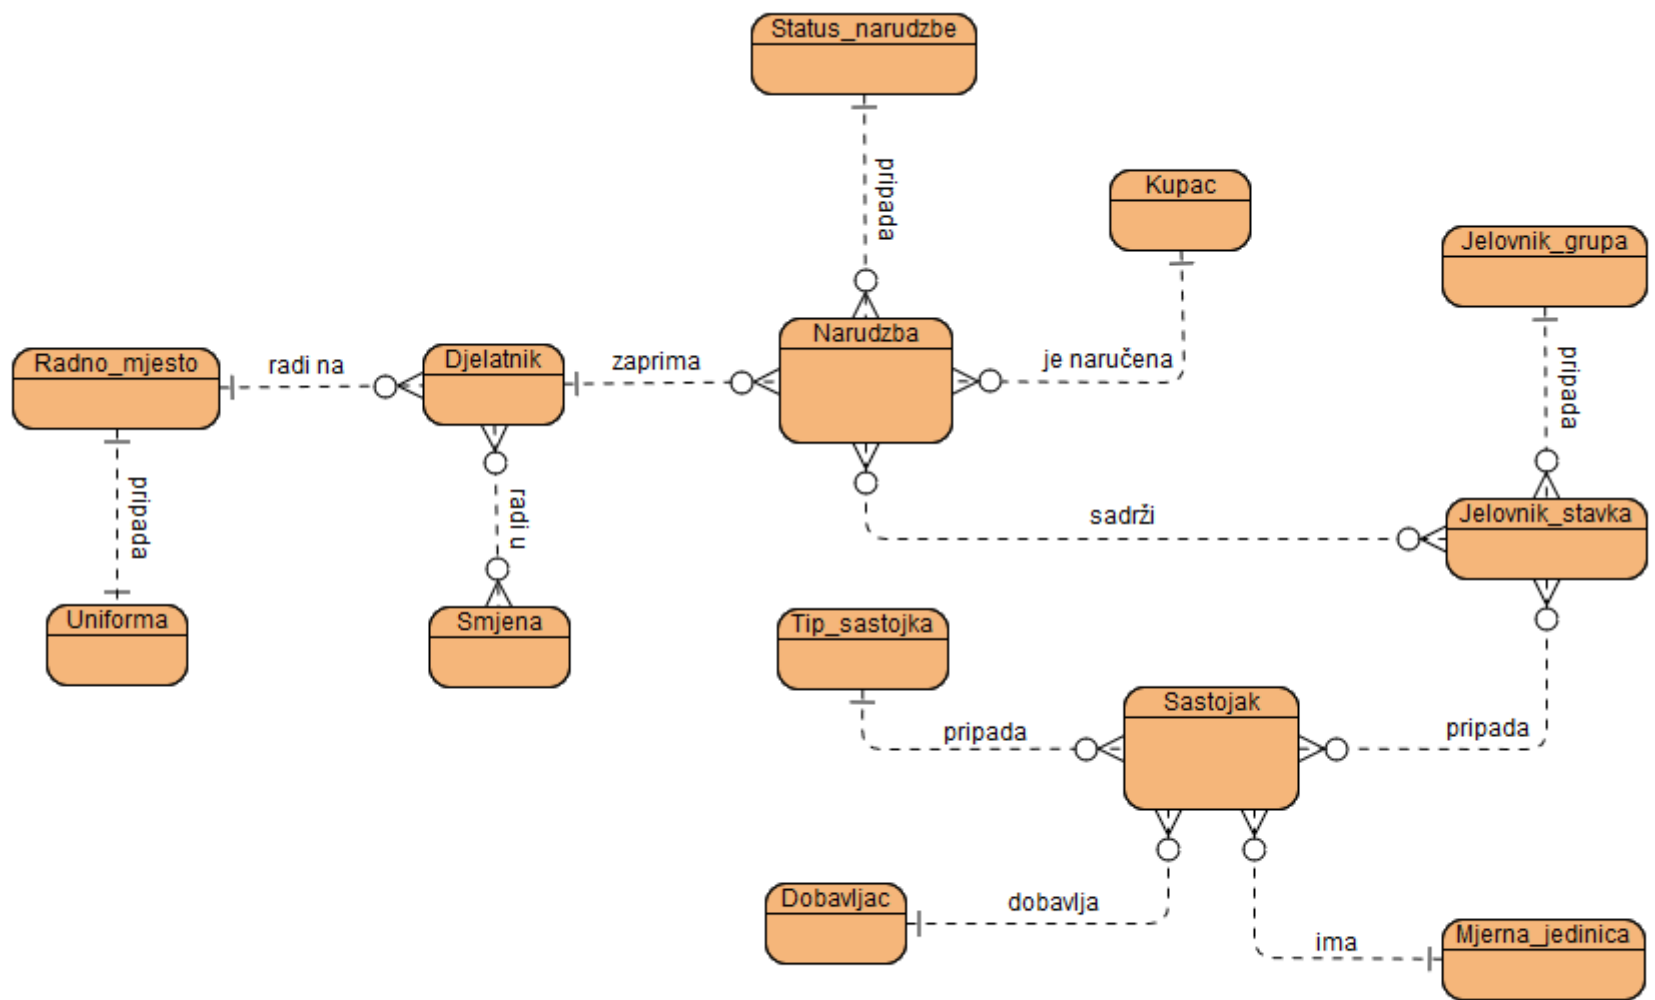 Status_narudzbe
pripada
Kupac
Jelovnik_grupa
Narudzba
Radno_mjesto
radi na
Djelatnik
zaprima
je naručena
pripada
pripada
radi u
sadrži
Jelovnik_stavka
Uniforma
Smjena
Tip_sastojka
Sastojak
pripada
pripada
Dobavljac
dobavlja
ima
Mjerna_jedinica